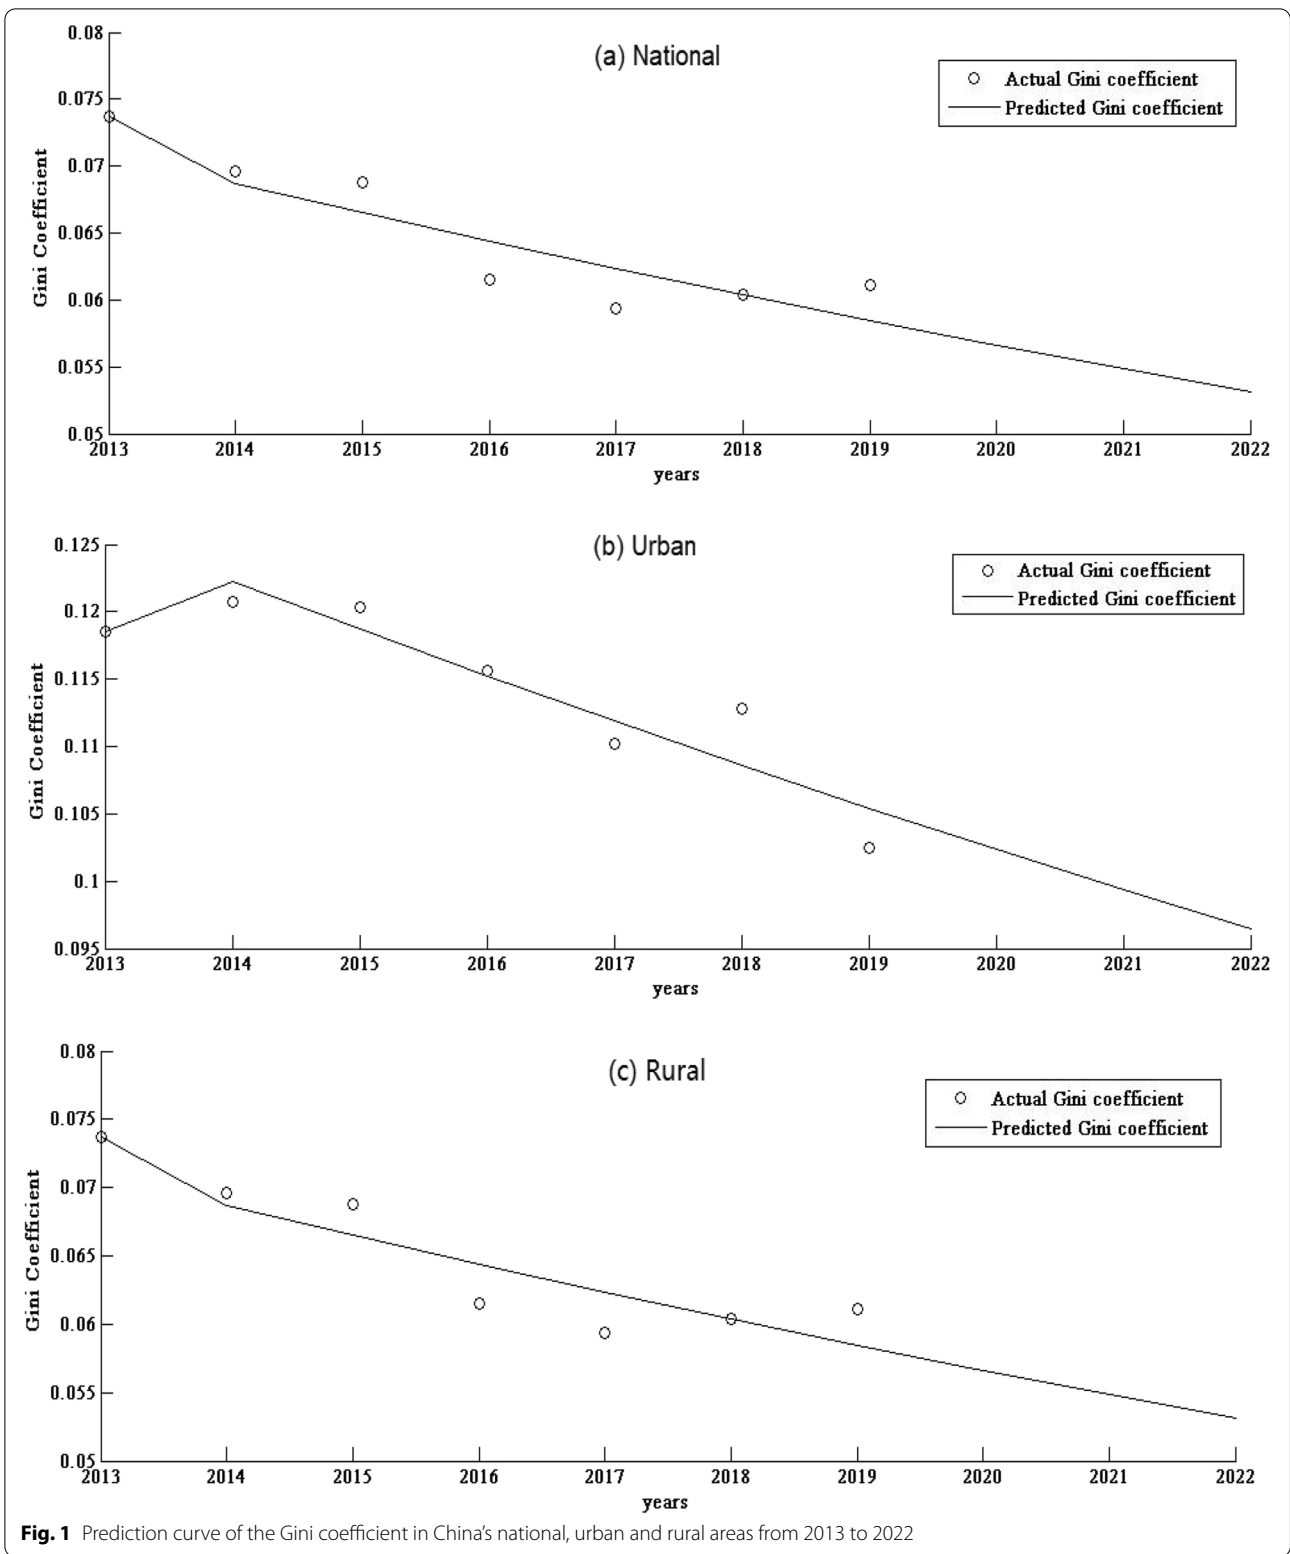 (a) National
Actual Gini coefficient
Predicted Gini coefficient
Gini Coefficient
0.08
0.075
0.07
0.065
0.06
0.055
0.05
2013 2014 2015 2016 2017 2018 2019 2020 2021 2022
years
(b) Urban
Actual Gini coefficient
Predicted Gini coefficient
Gini Coefficient
0.125
0.12
0.115
0.11
0.105
0.1
0.095
2013 2014 2015 2016 2017 2018 2019 2020 2021 2022
years
(c) Rural
Actual Gini coefficient
Predicted Gini coefficient
Gini Coefficient
0.08
0.075
0.07
0.065
0.06
0.055
0.05
2013 2014 2015 2016 2017 2018 2019 2020 2021 2022
years
Fig. 1 Prediction curve of the Gini coefficient in China's national, urban and rural areas from 2013 to 2022